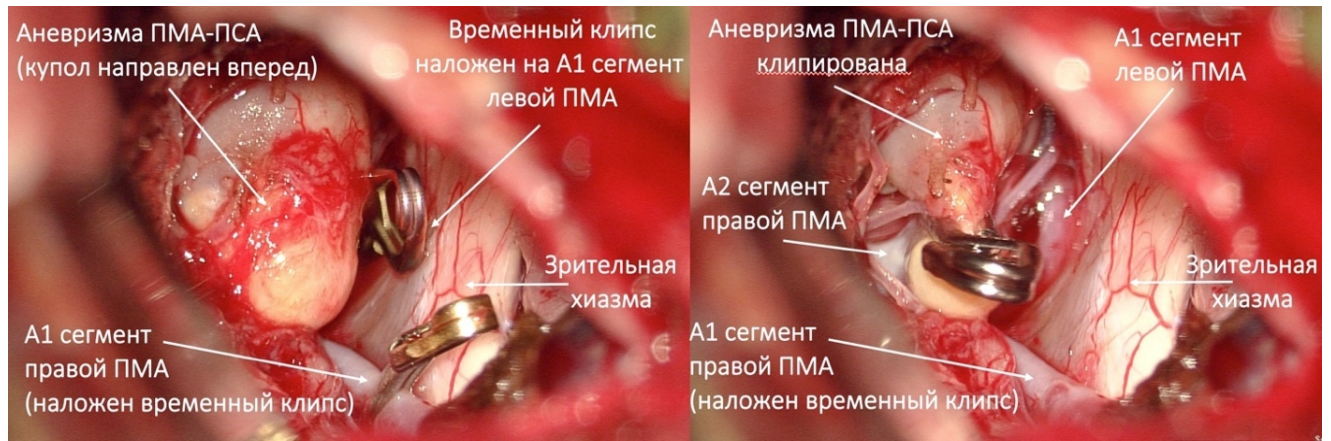 Аневризма ПМА-ПСА
(купол направлен вперед)
Временный клипс
наложен на А1 сегмент
левой ПМА
Зрительная
хиазма
А1 сегмент
правой ПМА
(наложен временный клипс)
Аневризма ПМА-ПСА
клипирована
А1 сегмент
левой ПМА
А2 сегмент
правой ПМА
Зрительная
хиазма
А1 сегмент
правой ПМА
(наложен временный клипс)